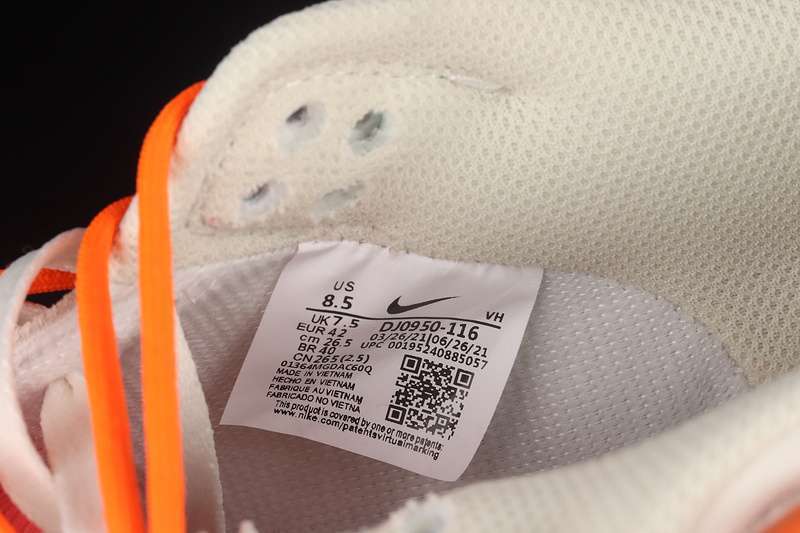 US
8.5
VH
UK 7.5 DJ0950-116
EUR 42 03/26/21 06/26/21
cm 26.5 UPC 00195240885057
BR 40
CN 265 (2.5)
01364MGDAC60Q
MADE IN VIETNAM
HECHO EN VIETNAM
FABRIQUE AU VIETNAM
FABRICADO NO VIETNA
This product is covered by one or more patents:
www.nike.com/patentsvirtualmarking